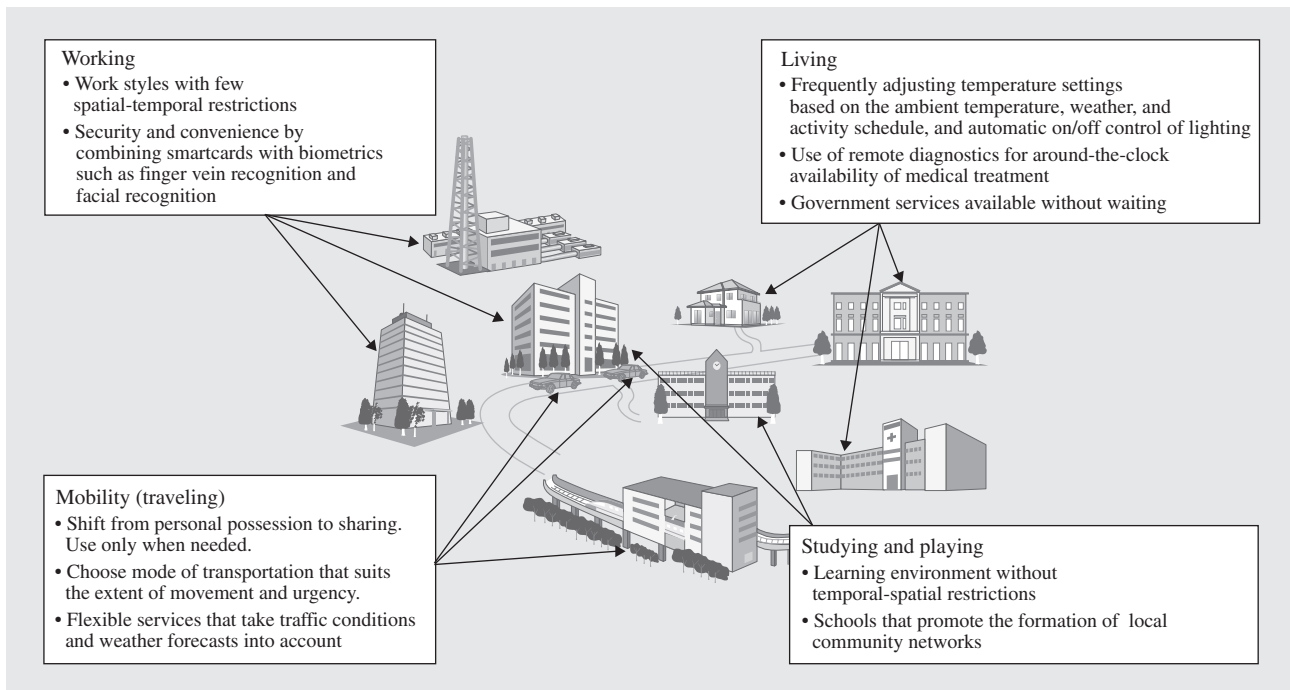 Working
• Work styles with few
spatial-temporal restrictions
• Security and convenience by
combining smartcards with biometrics
such as finger vein recognition and
facial recognition
Living
• Frequently adjusting temperature settings
based on the ambient temperature, weather, and
activity schedule, and automatic on/off control of lighting
• Use of remote diagnostics for around-the-clock
availability of medical treatment
• Government services available without waiting
Mobility (traveling)
• Shift from personal possession to sharing.
Use only when needed.
• Choose mode of transportation that suits
the extent of movement and urgency.
• Flexible services that take traffic conditions
and weather forecasts into account
Studying and playing
• Learning environment without
temporal-spatial restrictions
• Schools that promote the formation of local
community networks